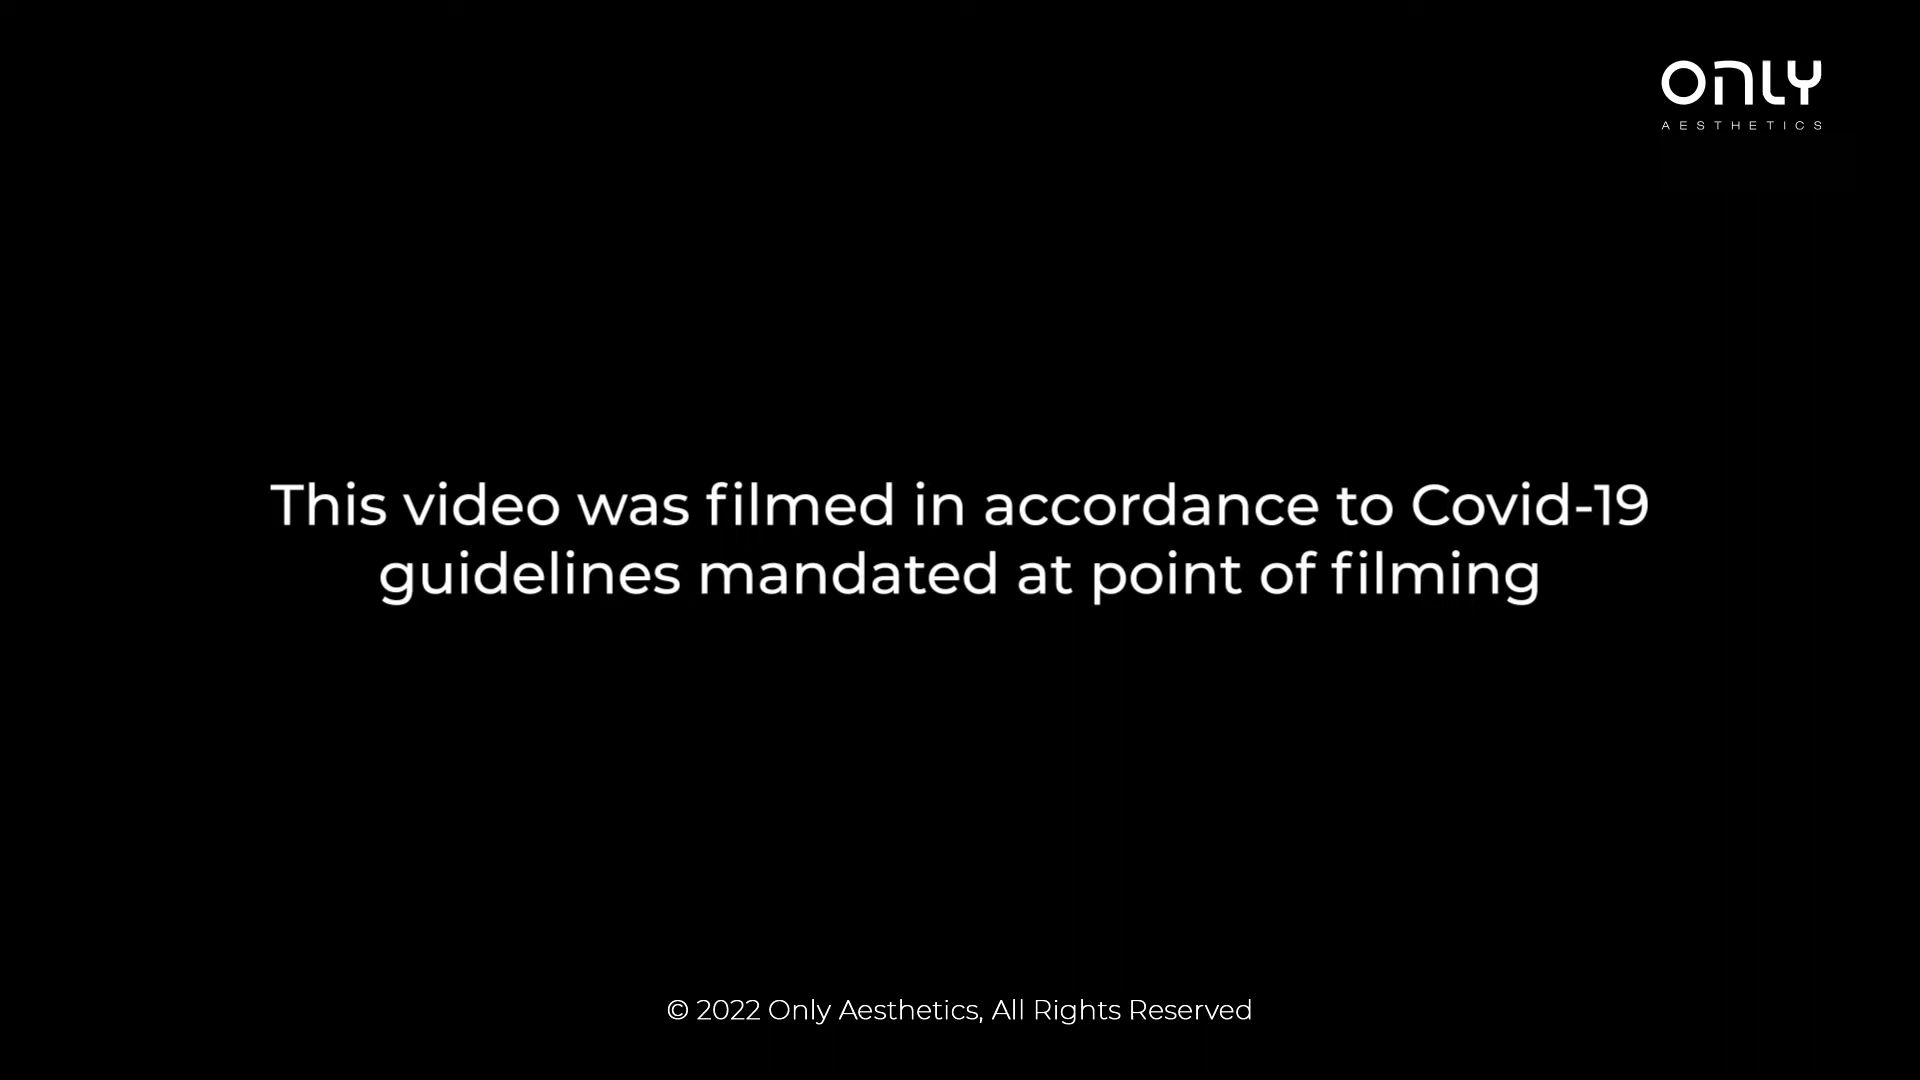 ONLY
AESTHETICS
This video was filmed in accordance to Covid-19
guidelines mandated at point of filming
© 2022 Only Aesthetics, All Rights Reserved